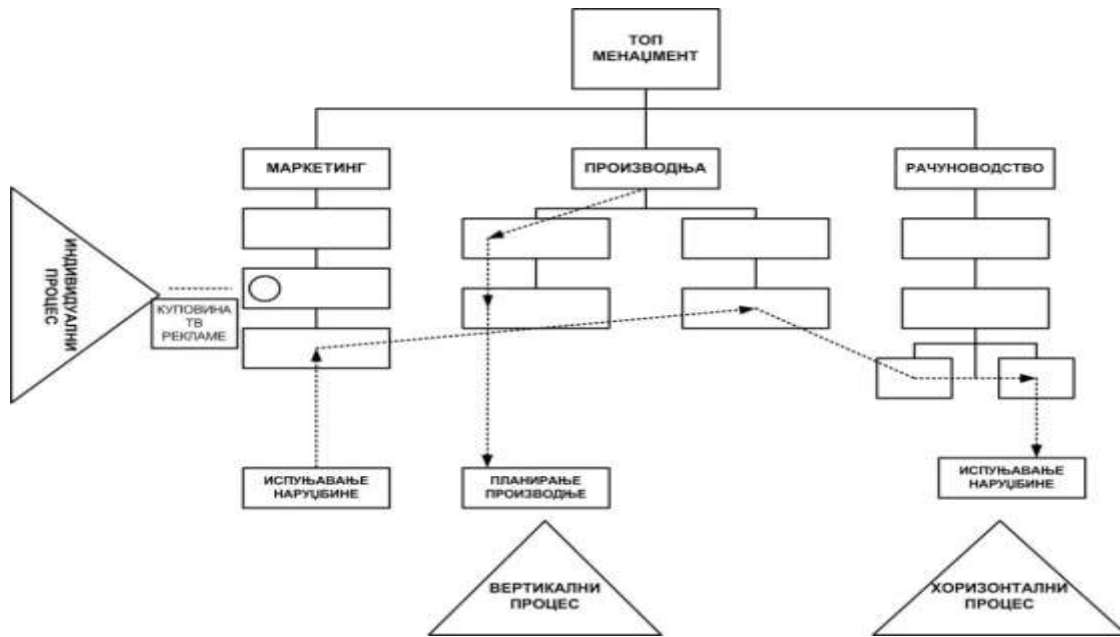 ТОП
МЕНАЏМЕНТ
МАРКЕТИНГ
ПРОИЗВОДЊА
РАЧУНОВОДСТВО
ИНДИВИДУАЛНИ
ПРОЦЕС
КУПОВИНА
ТВ
РЕКЛАМЕ
ИСПУЊАВАЊЕ
НАРУЏБИНЕ
ПЛАНИРАЊЕ
ПРОИЗВОДЊЕ
ИСПУЊАВАЊЕ
НАРУЏБИНЕ
ВЕРТИКАЛНИ
ПРОЦЕС
ХОРИЗОНТАЛНИ
ПРОЦЕС